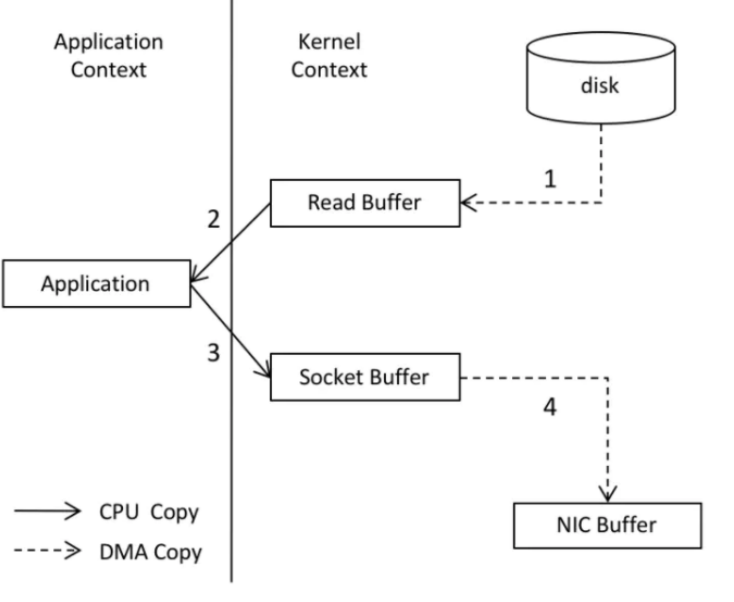 Application
Context
Kernel
Context
disk
1
Read Buffer
2
Application
3
Socket Buffer
4
CPU Copy
NIC Buffer
DMA Copy